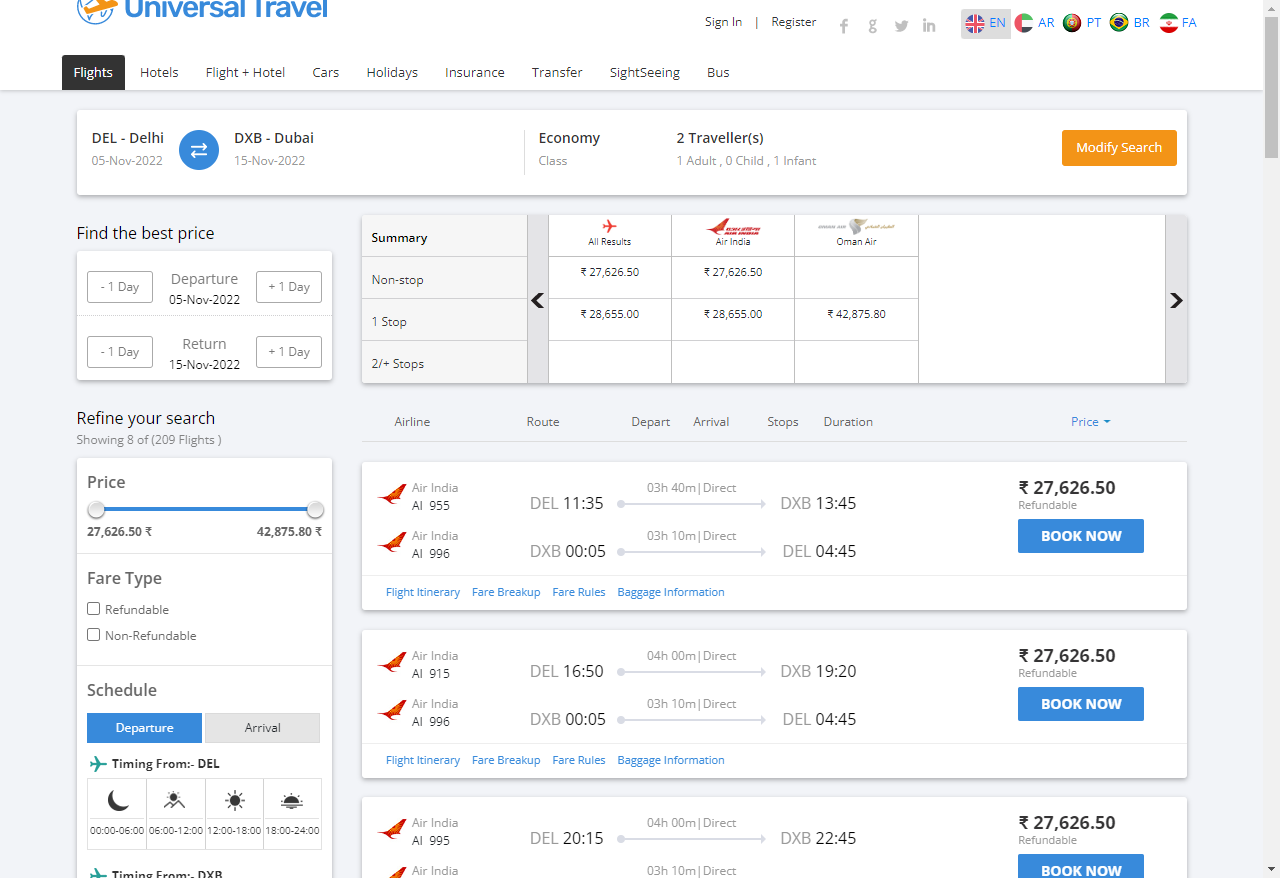 Universal Travel
Sign In | Register
EN AR PT BR FA
Flights Hotels Flight + Hotel Cars Holidays Insurance Transfer SightSeeing Bus
DEL - Delhi DXB - Dubai Economy 2 Traveller(s)
05-Nov-2022 15-Nov-2022 Class 1 Adult , 0 Child , 1 Infant
Modify Search
Find the best price
- 1 Day Departure + 1 Day
05-Nov-2022
- 1 Day Return + 1 Day
15-Nov-2022
Summary All Results Air India Oman Air
Non-stop ₹ 27,626.50 ₹ 27,626.50
1 Stop ₹ 28,655.00 ₹ 28,655.00 ₹ 42,875.80
2/+ Stops
Refine your search
Showing 8 of (209 Flights )
Price
27,626.50 ₹ 42,875.80 ₹
Fare Type
Refundable
Non-Refundable
Schedule
Departure Arrival
Timing From:- DEL
00:00-06:00 06:00-12:00 12:00-18:00 18:00-24:00
Timing From:- DXB
Airline Route Depart Arrival Stops Duration Price
Air India 03h 40m|Direct
AI 955 DEL 11:35 DXB 13:45
Air India 03h 10m|Direct
AI 996 DXB 00:05 DEL 04:45
₹ 27,626.50
Refundable
BOOK NOW
Flight Itinerary Fare Breakup Fare Rules Baggage Information
Air India 04h 00m|Direct
AI 915 DEL 16:50 DXB 19:20
Air India 03h 10m|Direct
AI 996 DXB 00:05 DEL 04:45
₹ 27,626.50
Refundable
BOOK NOW
Flight Itinerary Fare Breakup Fare Rules Baggage Information
Air India 04h 00m|Direct
AI 995 DEL 20:15 DXB 22:45
Air India 03h 10m|Direct
₹ 27,626.50
Refundable
BOOK NOW